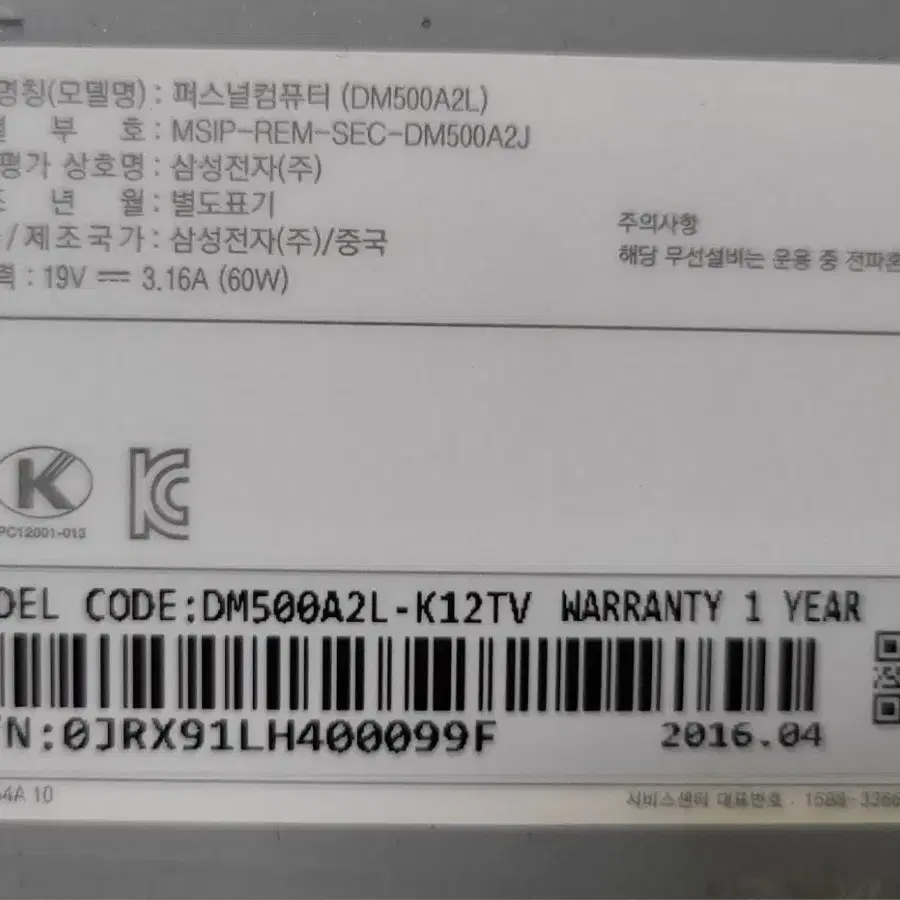 명칭(모델명) : 퍼스널컴퓨터 (DM500A2L)
부 호 : MSIP-REM-SEC-DM500A2J
평가 상호명 : 삼성전자(주)
년 월 : 별도표기
/ 제조국가 : 삼성전자(주)/중국
: 19V 3.16A (60W)
주의사항
해당 무선설비는 운용 중 전파혼
K
PC12001-013
KC
DEL CODE:DM500A2L-K12TV WARRANTY 1 YEAR
/N:0JRX91LH400099F 2016.04
4A 10
서비스센터 대표번호 : 1588-3366